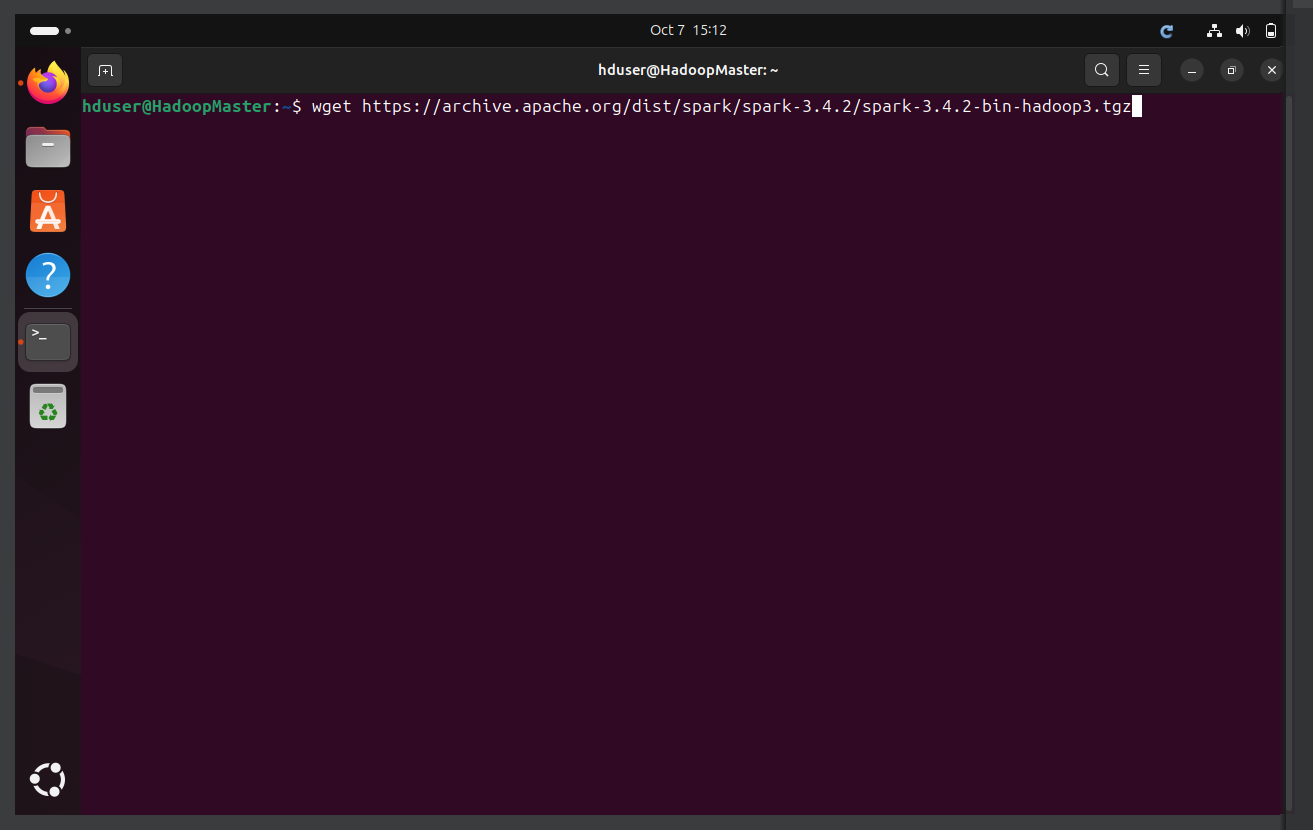 Oct 7 15:12
hduser@HadoopMaster: ~
hduser@HadoopMaster:~$ wget https://archive.apache.org/dist/spark/spark-3.4.2/spark-3.4.2-bin-hadoop3.tgz
A
?
>_